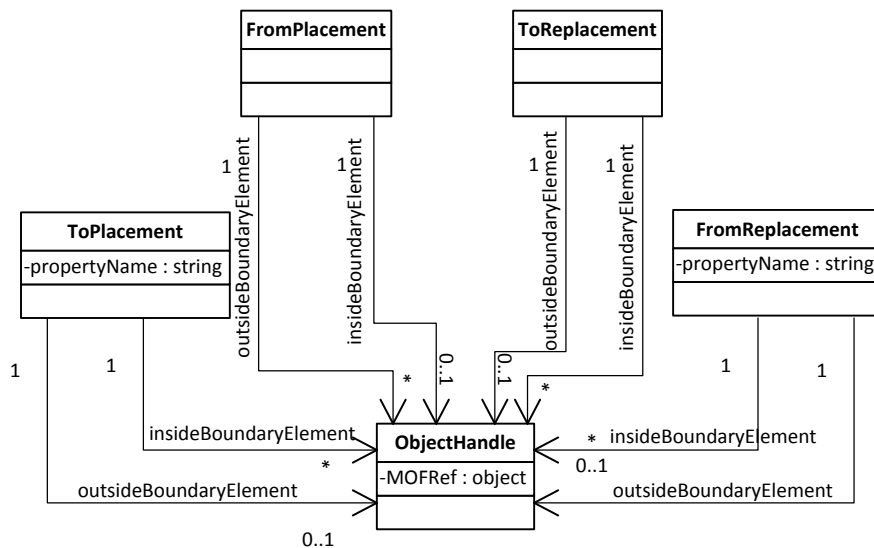 FromPlacement
ToReplacement
1
outsideBoundaryElement
1
insideBoundaryElement
1
outsideBoundaryElement
1
insideBoundaryElement
ToPlacement
-propertyName : string
FromReplacement
-propertyName : string
1
1
*
0..1
0..1
*
1
1
insideBoundaryElement
*
ObjectHandle
-MOFRef : object
*
insideBoundaryElement
0..1
outsideBoundaryElement
0..1
outsideBoundaryElement